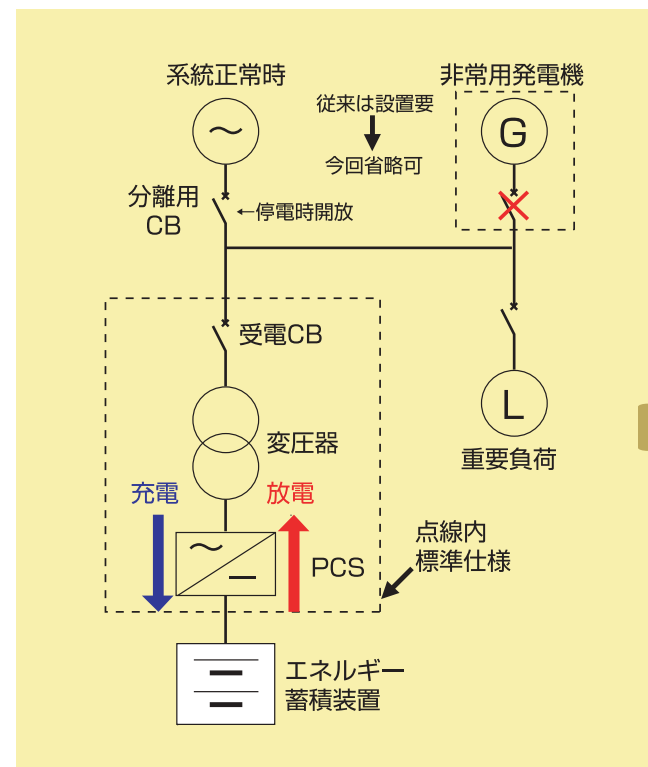 系統正常時
非常用発電機
従来は設置要
今回省略可
G
分離用
CB
←停電時開放
受電CB
L
変圧器
重要負荷
充電
放電
PCS
点線内
標準仕様
エネルギー
蓄積装置